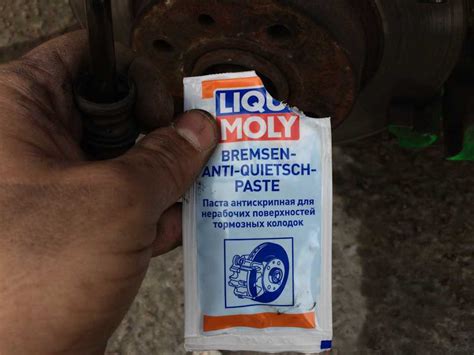 LIQUI
MOLY
BREMSEN-
ANTI-QUIETSCH-
PASTE
Паста антискрипная для
нерабочих поверхностей
тормозных колодок